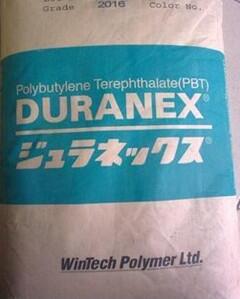 Grade 2016 Color No.
Polybutylene Terephthalate(PBT)
DURANEX®
ジュラネックス®
WinTech Polymer Ltd.